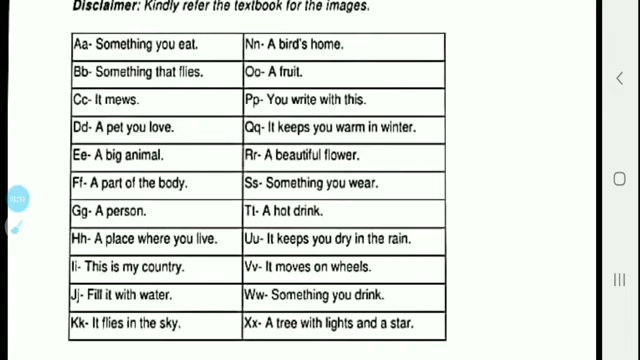 Disclaimer: Kindly refer the textbook for the images.
Aa- Something you eat.
Nn- A bird's home.
Bb- Something that flies.
Oo- A fruit.
Cc- It mews.
Pp- You write with this.
Dd- A pet you love.
Qq- It keeps you warm in winter.
Ee- A big animal.
Rr- A beautiful flower.
Ff- A part of the body.
Ss- Something you wear.
Gg- A person.
Tt- A hot drink.
Hh- A place where you live.
Uu- It keeps you dry in the rain.
Ii- This is my country.
Vv- It moves on wheels.
Jj- Fill it with water.
Ww- Something you drink.
Kk- It flies in the sky.
Xx- A tree with lights and a star.